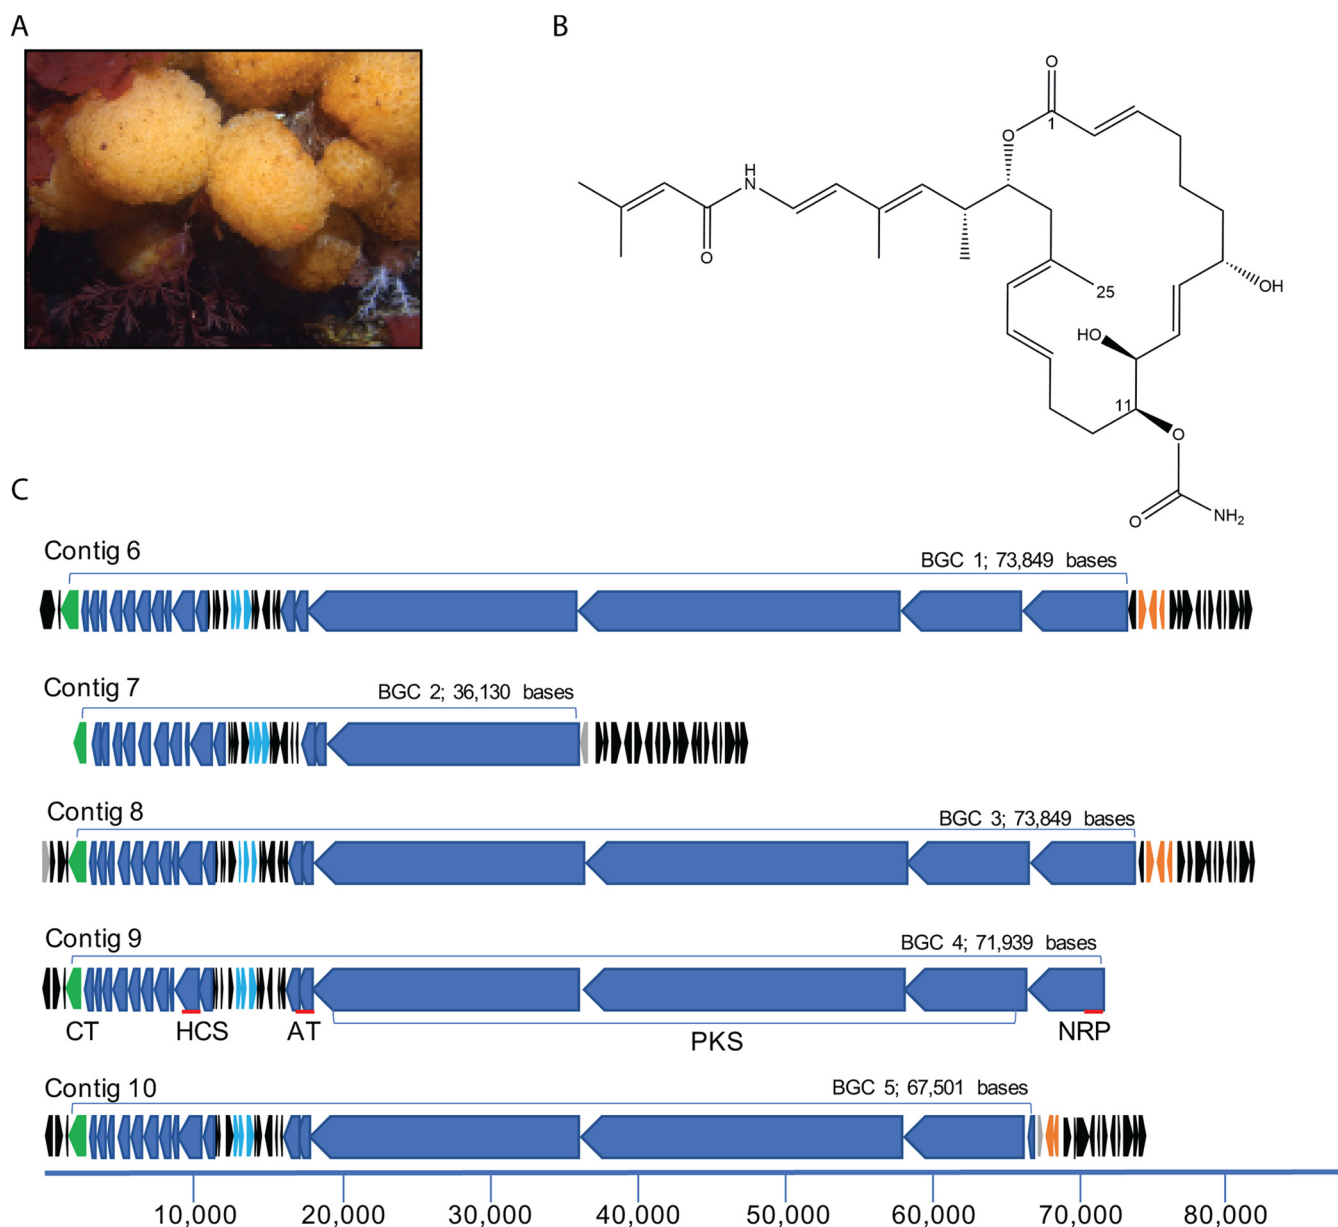 A
B
O
1
O
H
N
O
25
OH
HO
11
O
O
NH2
C
Contig 6
BGC 1; 73,849 bases
Contig 7
BGC 2; 36,130 bases
Contig 8
BGC 3; 73,849 bases
Contig 9
BGC 4; 71,939 bases
CT HCS AT PKS NRP
Contig 10
BGC 5; 67,501 bases
10,000 20,000 30,000 40,000 50,000 60,000 70,000 80,000